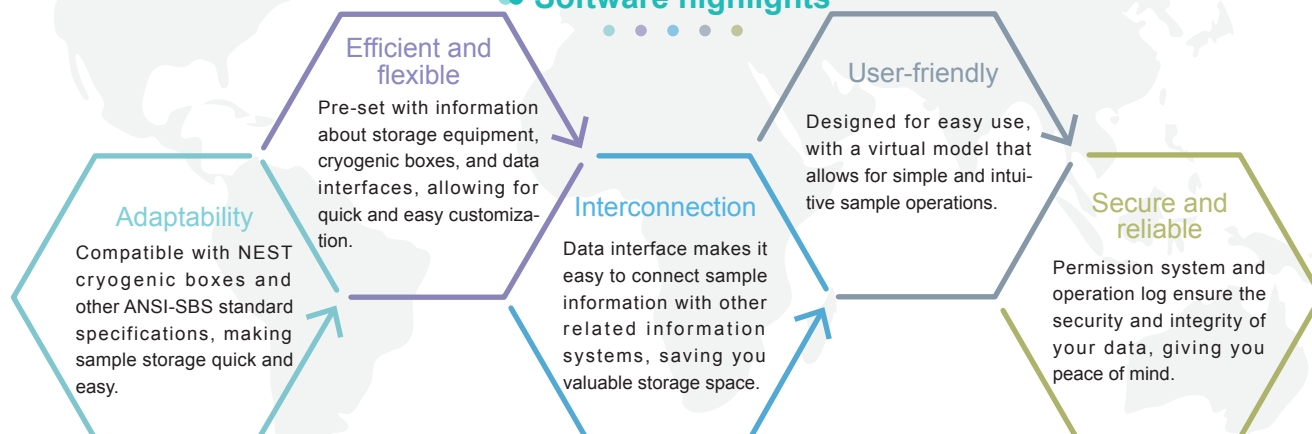 Software highlights
Efficient and
flexible
Pre-set with information
about storage equipment,
cryogenic boxes, and data
interfaces, allowing for
quick and easy customiza-
tion.
User-friendly
Designed for easy use,
with a virtual model that
allows for simple and intui-
tive sample operations.
Adaptability
Compatible with NEST
cryogenic boxes and
other ANSI-SBS standard
specifications, making
sample storage quick and
easy.
Interconnection
Data interface makes it
easy to connect sample
information with other
related information
systems, saving you
valuable storage space.
Secure and
reliable
Permission system and
operation log ensure the
security and integrity of
your data, giving you
peace of mind.